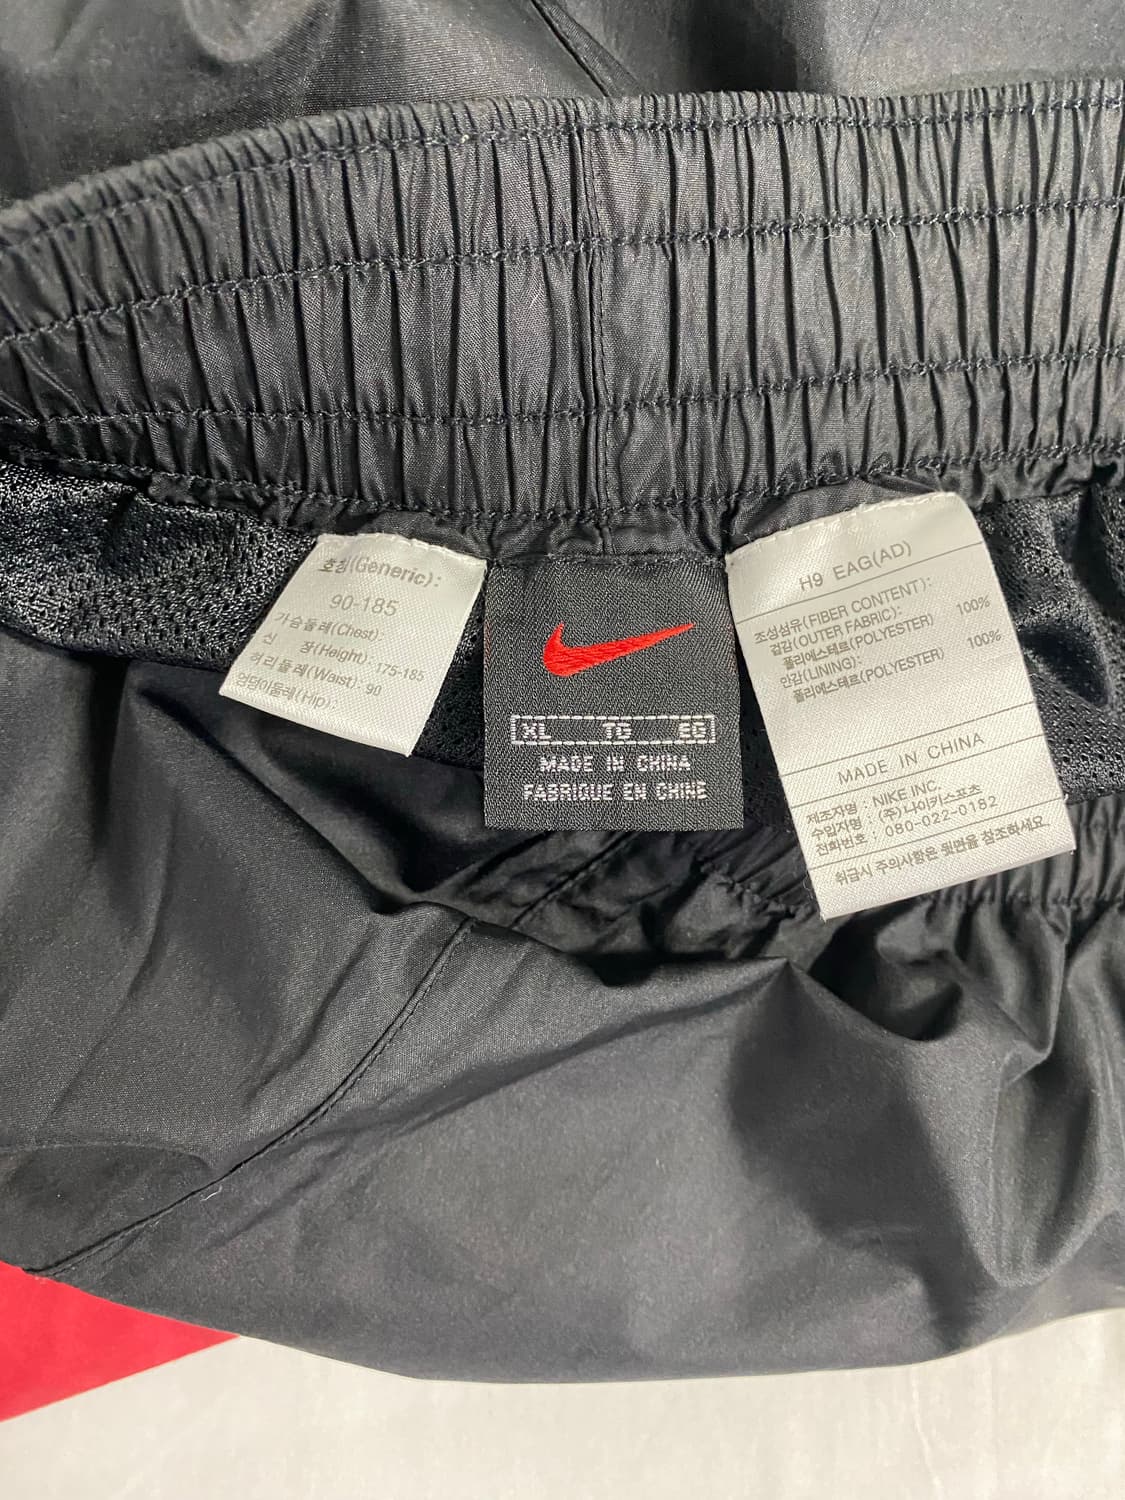 호칭(Generic):
90-185
가슴둘레(Chest):
신 장(Height): 175-185
허리둘레(Waist): 90
엉덩이둘레(Hip):
XL TG EG
MADE IN CHINA
FABRIQUE EN CHINE
H9 EAG(AD)
조성섬유(FIBER CONTENT):
겉감(OUTER FABRIC):
폴리에스테르(POLYESTER) 100%
안감(LINING):
폴리에스테르(POLYESTER) 100%
MADE IN CHINA
제조자명 : NIKE INC.
수입자명 : (주)나이키스포츠
전화번호 : 080-022-0182
취급시 주의사항은 뒷면을 참조하세요.